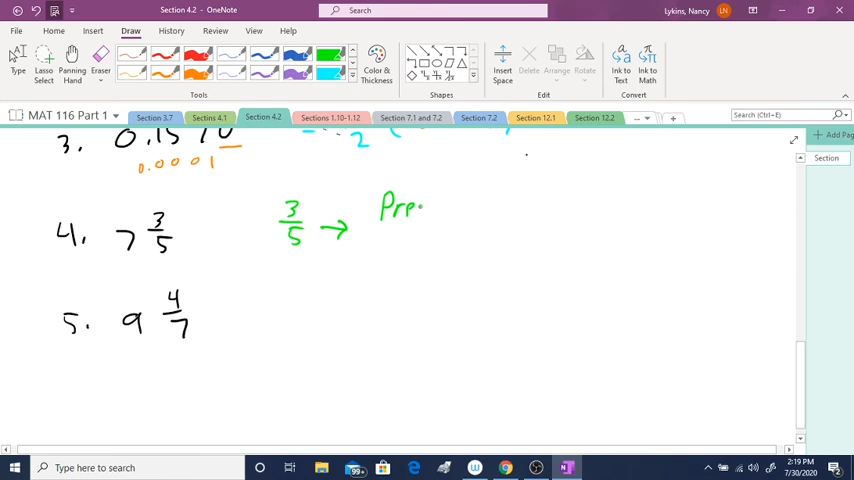 Section 4.2 - OneNote
Search
Lykins, Nancy
LN
File Home Insert Draw History Review View Help
Type
Lasso Select
Panning Hand
Eraser
Color & Thickness
Shapes
Insert Space
Delete
Arrange
Rotate
Ink to Text
Ink to Math
Tools
Shapes
Edit
Convert
MAT 116 Part 1
Section 3.7
Section 4.1
Section 4.2
Sections 1.10-1.12
Sections 7.1 and 7.2
Section 7.2
Section 12.1
Section 12.2
Search (Ctrl+E)
Add Pag
Section
3.
0.0001
2
4. 7 3/5
3/5 → Pre
5. 9 4/7
Type here to search
99+
2:19 PM
7/30/2020